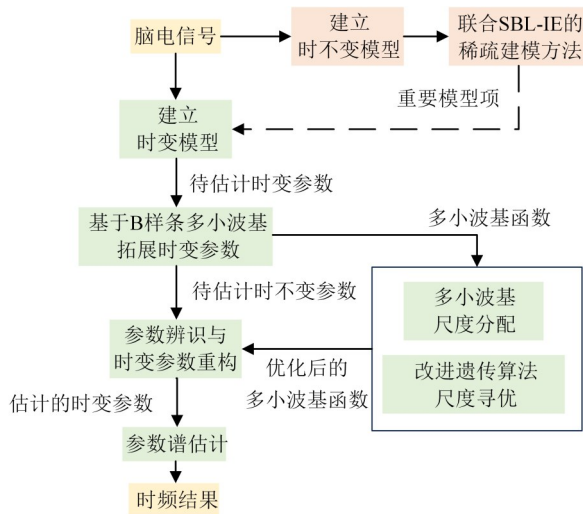 脑电信号
建立
时不变模型
联合SBL-IE的
稀疏建模方法
重要模型项
建立
时变模型
待估计时变参数
基于B样条多小波基
拓展时变参数
多小波基函数
待估计时不变参数
多小波基
尺度分配
参数辨识与
时变参数重构
优化后的
多小波基函数
改进遗传算法
尺度寻优
估计的时变参数
参数谱估计
时频结果